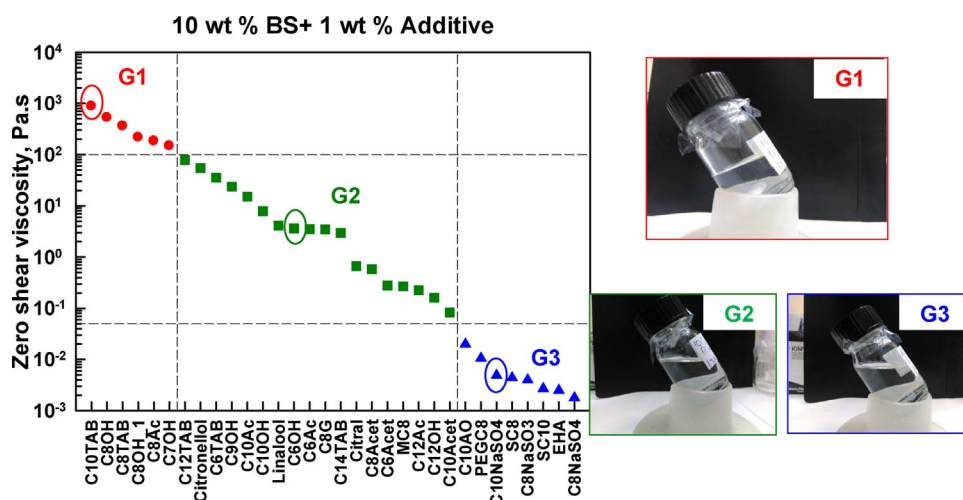 10 wt % BS+ 1 wt % Additive
Zero shear viscosity, Pa.s
10⁴
10³
10²
10¹
10⁰
10⁻¹
10⁻²
10⁻³
G1
G2
G3
C10TAB
C8OH
C8TAB
C8OH_1
C8Ac
C7OH
C12TAB
Citronellol
C6TAB
C9OH
C10Ac
C10OH
Linalool
C6OH
C6Ac
C8G
C14TAB
Citral
C8Acet
C6Acet
MC8
C12Ac
C12OH
C10Acet
C10AO
PEGC8
C10NaSO4
SC8
C8NaSO3
SC10
EHA
C8NaSO4
G1
G2
G3